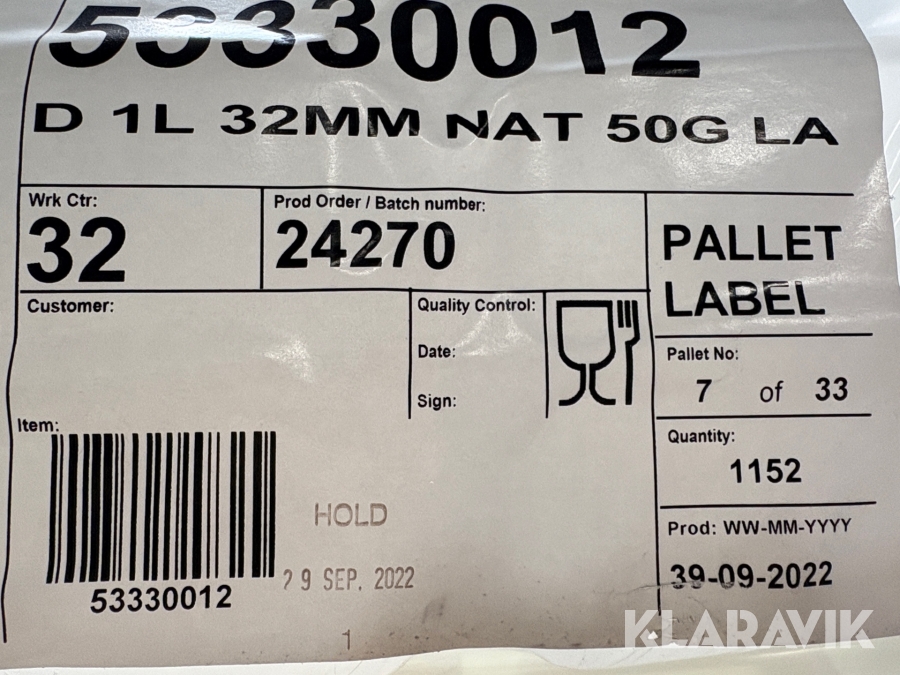 53330012
D 1L 32MM NAT 50G LA
Wrk Ctr:
32
Prod Order / Batch number:
24270
PALLET
LABEL
Customer:
Quality Control:
Date:
Sign:
Pallet No:
7 of 33
Quantity:
1152
Item:
53330012
HOLD
29 SEP. 2022
1
Prod: WW-MM-YYYY
39-09-2022
KLARAVIK